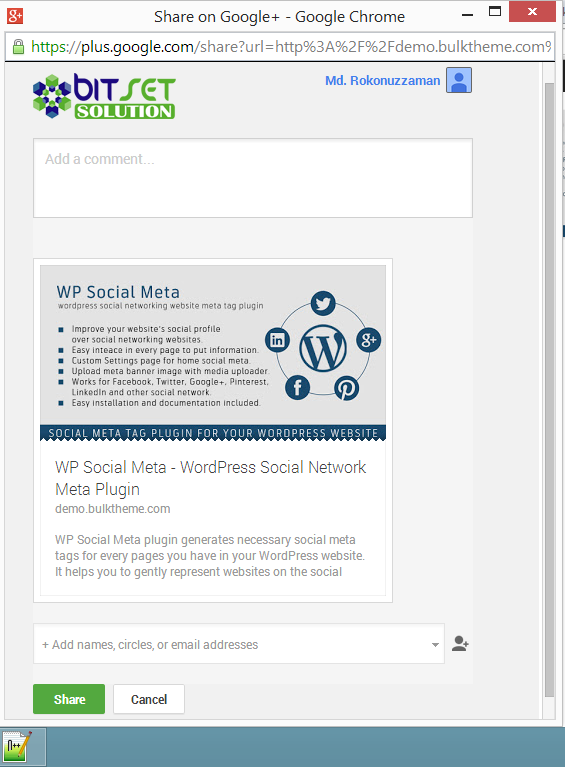 Share on Google+ - Google Chrome
https://plus.google.com/share?url=http%3A%2F%2Fdemo.bulktheme.com%
bitSET
SOLUTION
Md. Rokonuzzaman
Add a comment...
WP Social Meta
wordpress social networking website meta tag plugin
Improve your website's social profile
over social networking websites.
Easy inteace in every page to put information.
Custom Settings page for home social meta.
Upload meta banner image with media uploader.
Works for Facebook, Twitter, Google+, Pinterest,
LinkedIn and other social network.
Easy installation and documentation included.
SOCIAL META TAG PLUGIN FOR YOUR WORDPRESS WEBSITE
WP Social Meta - WordPress Social Network
Meta Plugin
demo.bulktheme.com
WP Social Meta plugin generates necessary social meta
tags for every pages you have in your WordPress website.
It helps you to gently represent websites on the social
+ Add names, circles, or email addresses
Share
Cancel